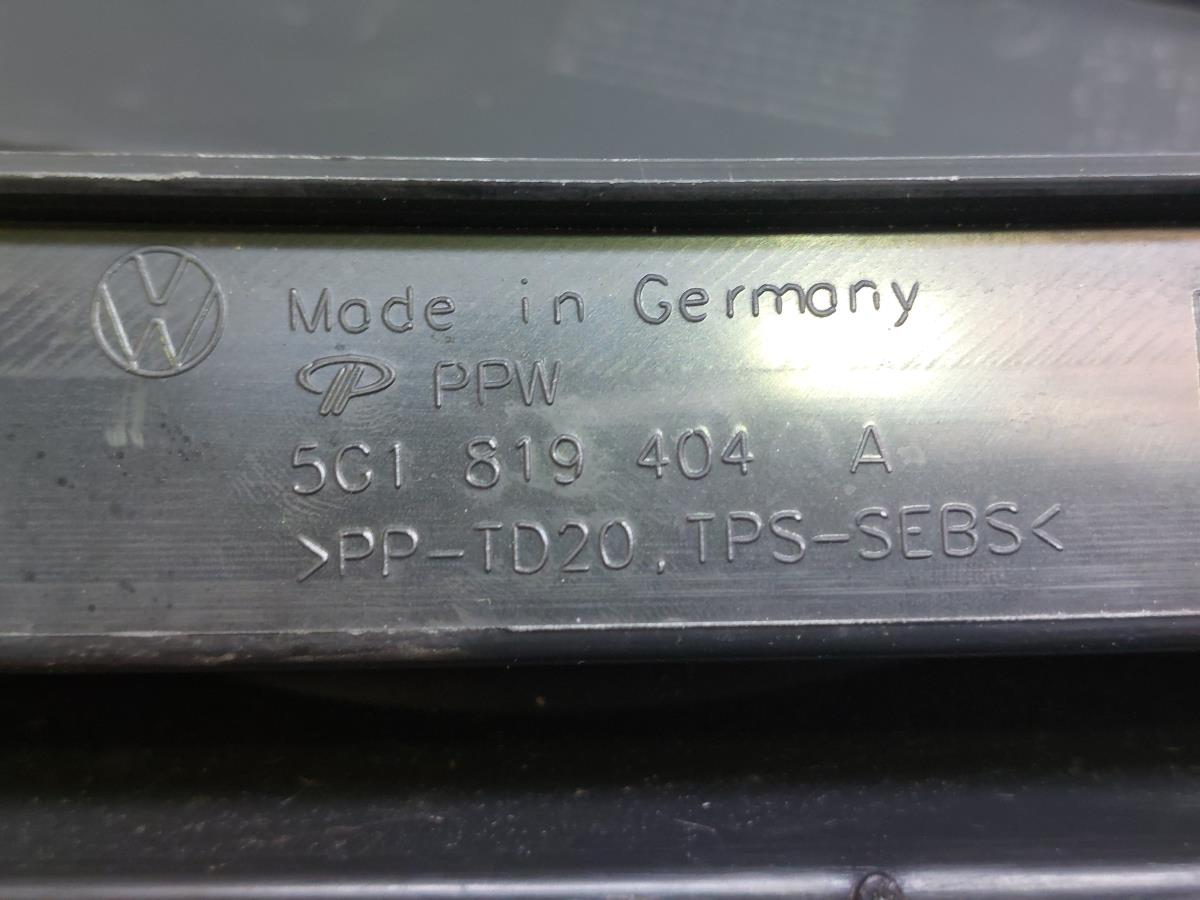 Made in Germany
PPW
5G1 819 404 A
>PP-TD20, TPS-SEBS<